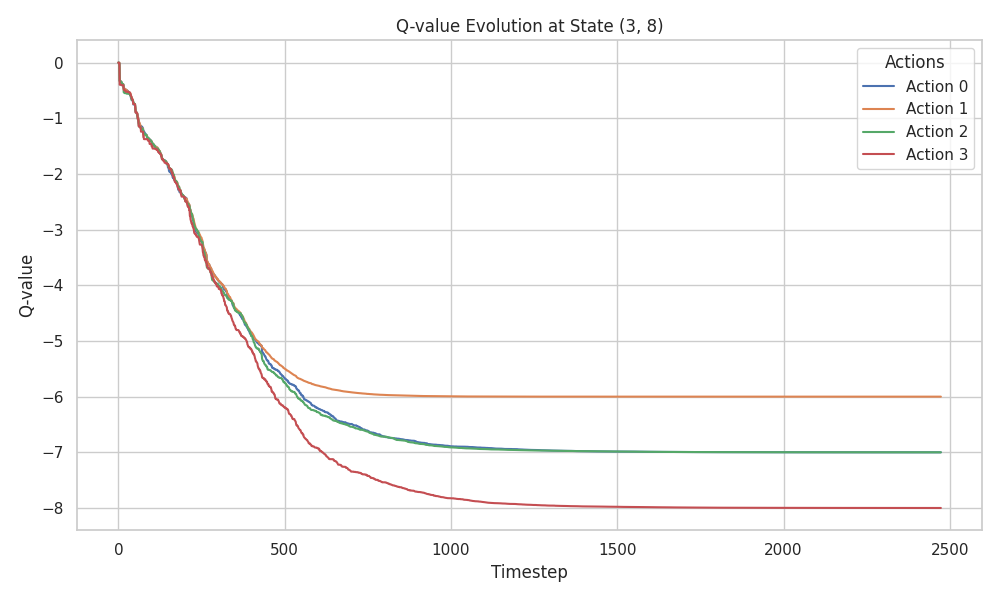 Q-value Evolution at State (3, 8)
Actions
Action 0
Action 1
Action 2
Action 3
Q-value
0
−1
−2
−3
−4
−5
−6
−7
−8
0
500
1000
1500
2000
2500
Timestep